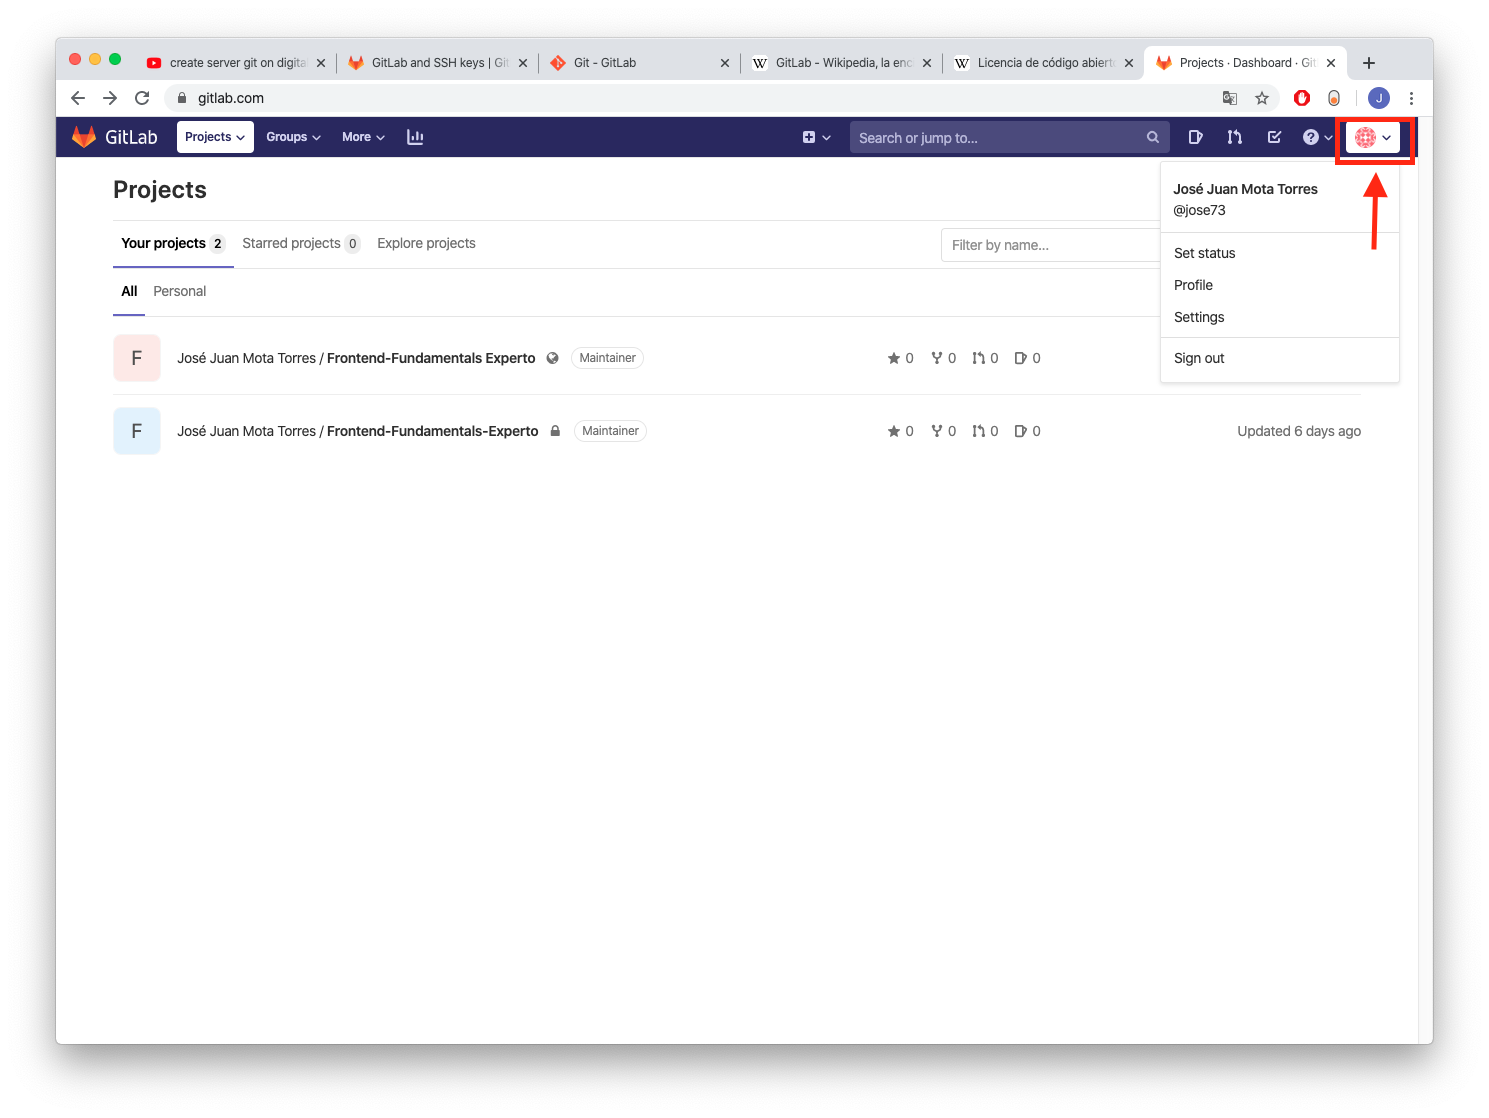 create server git on digita
GitLab and SSH keys | Git
Git - GitLab
GitLab - Wikipedia, la enc
Licencia de código abierto
Projects · Dashboard · Git
gitlab.com
J
GitLab
Projects
Groups
More
Search or jump to...
Projects
José Juan Mota Torres
@jose73
Your projects 2
Starred projects 0
Explore projects
Filter by name...
Set status
Profile
Settings
Sign out
All
Personal
F
José Juan Mota Torres / Frontend-Fundamentals Experto
Maintainer
0 0 0 0
F
José Juan Mota Torres / Frontend-Fundamentals-Experto
Maintainer
0 0 0 0
Updated 6 days ago